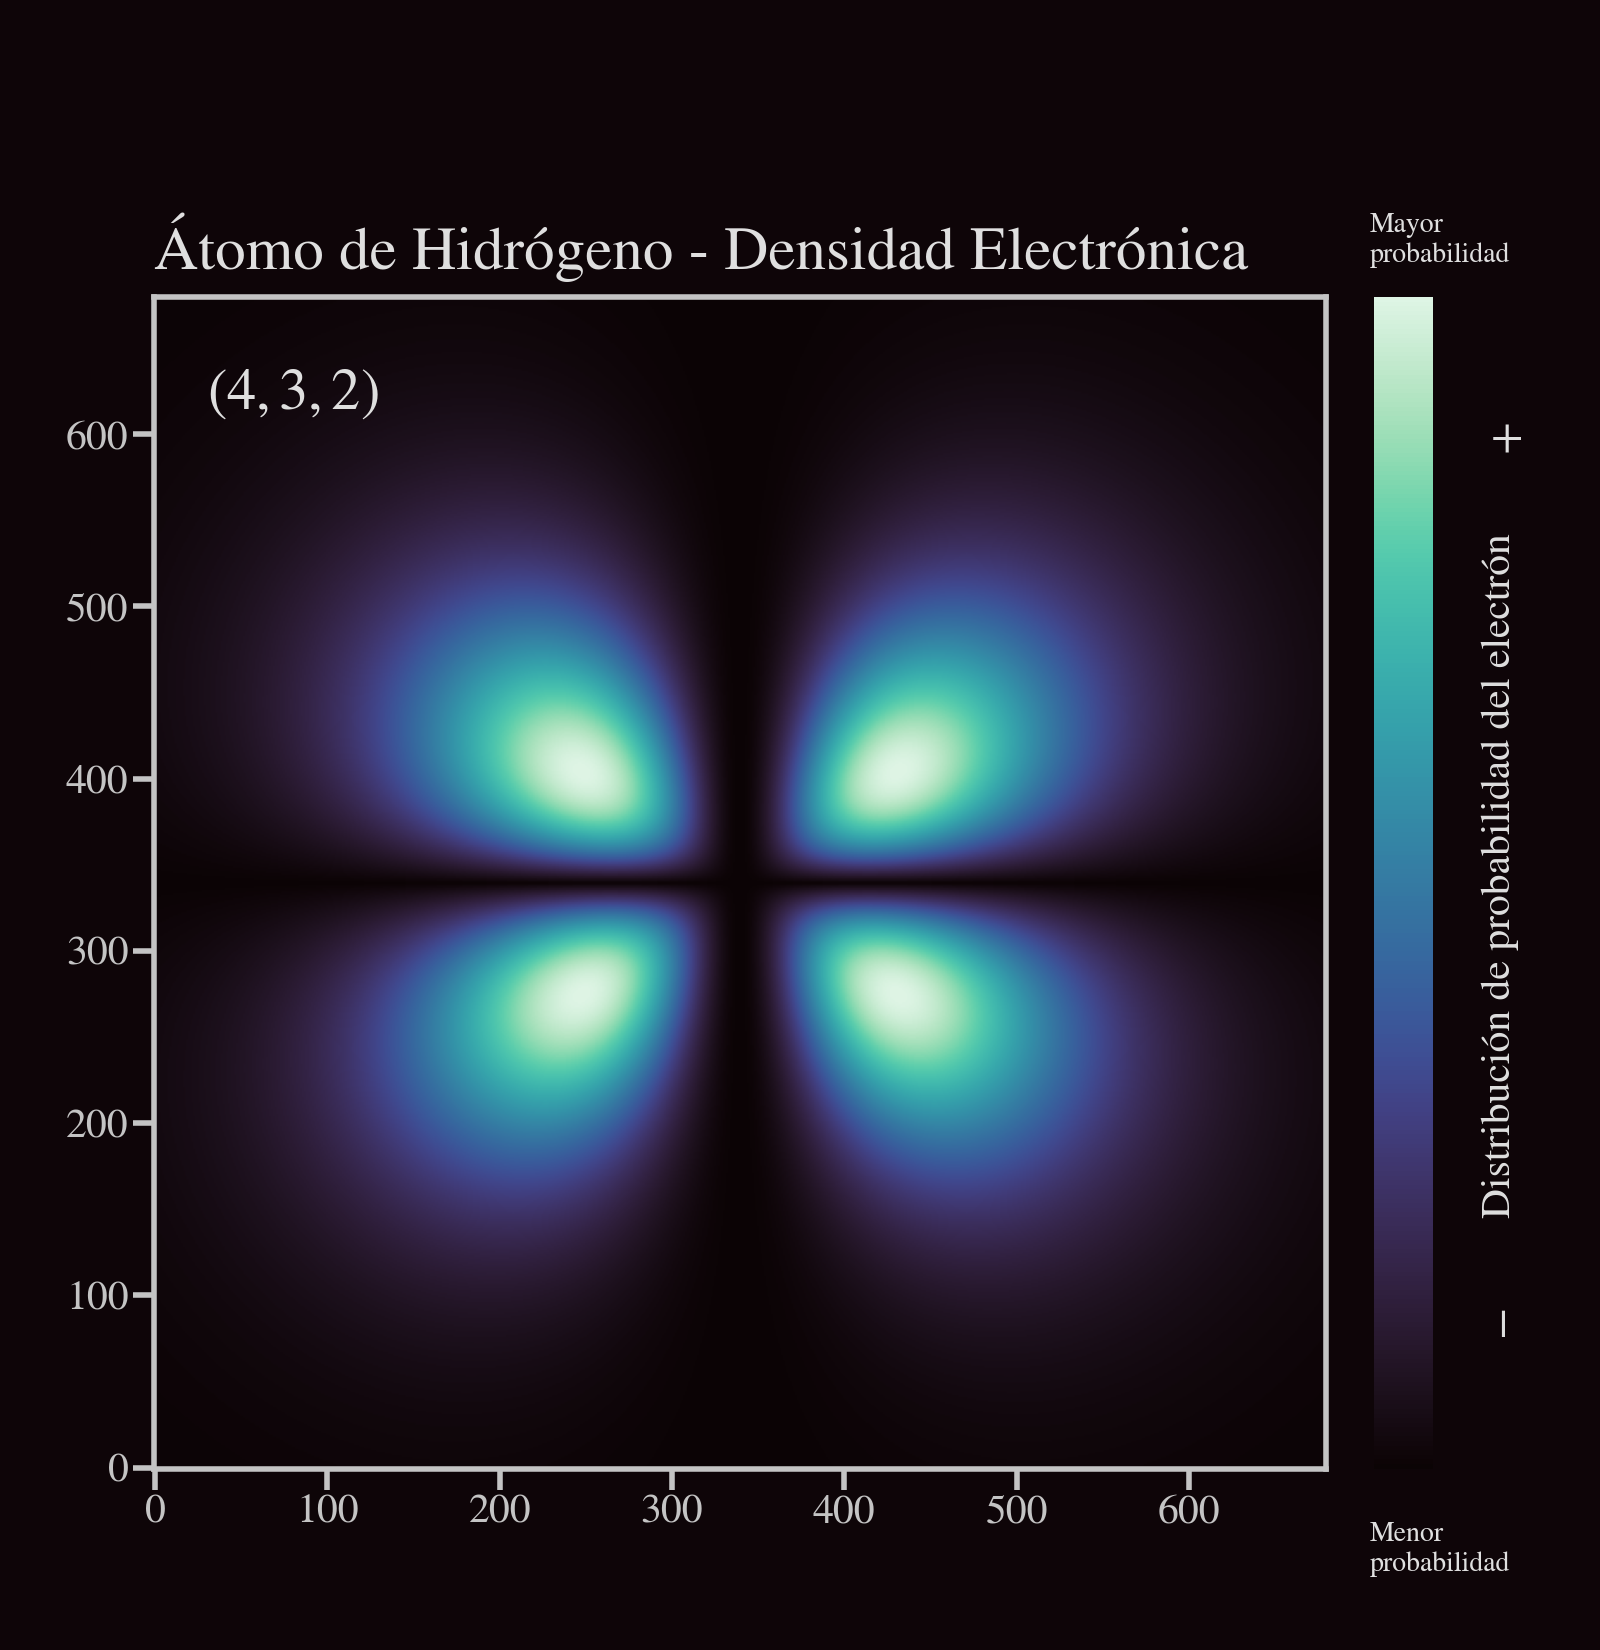 Átomo de Hidrógeno - Densidad Electrónica
Mayor
probabilidad
(4, 3, 2)
600
500
400
300
200
100
0
0 100 200 300 400 500 600
− Distribución de probabilidad del electrón +
Menor
probabilidad